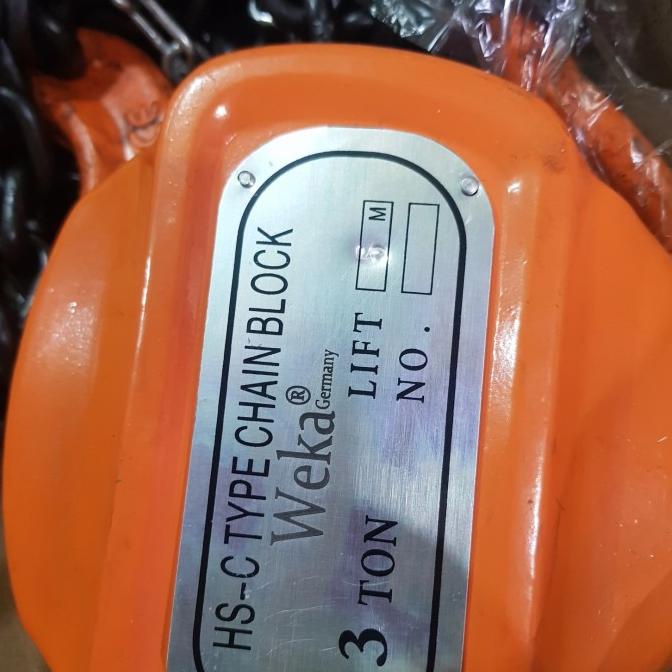 HS-C TYPE CHAIN BLOCK
Weka® Germany
3 TON LIFT M
NO.